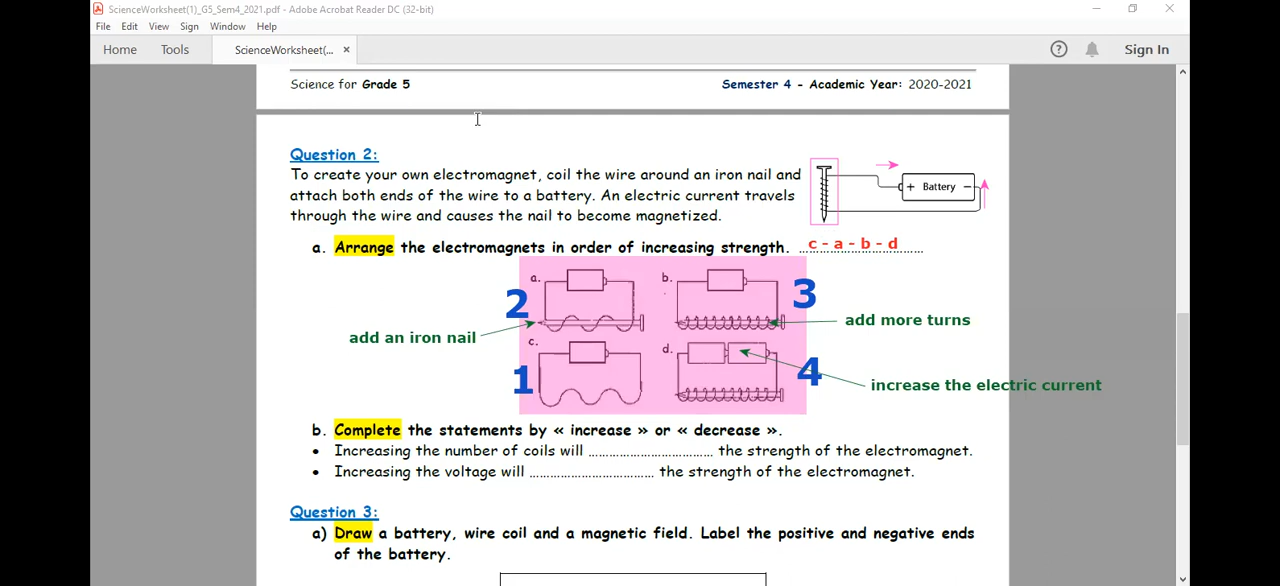 ScienceWorksheet(1)_G5_Sem4_2021.pdf - Adobe Acrobat Reader DC (32-bit)
File Edit View Sign Window Help
Home Tools ScienceWorksheet(... × Sign In
Science for Grade 5 Semester 4 - Academic Year: 2020-2021
Question 2:
To create your own electromagnet, coil the wire around an iron nail and
attach both ends of the wire to a battery. An electric current travels
through the wire and causes the nail to become magnetized.
+ Battery −
a. Arrange the electromagnets in order of increasing strength. c - a - b - d
a. b.
2 3
add an iron nail add more turns
c. d.
1 4
increase the electric current
b. Complete the statements by « increase » or « decrease ».
• Increasing the number of coils will .................................... the strength of the electromagnet.
• Increasing the voltage will .................................... the strength of the electromagnet.
Question 3:
a) Draw a battery, wire coil and a magnetic field. Label the positive and negative ends
of the battery.